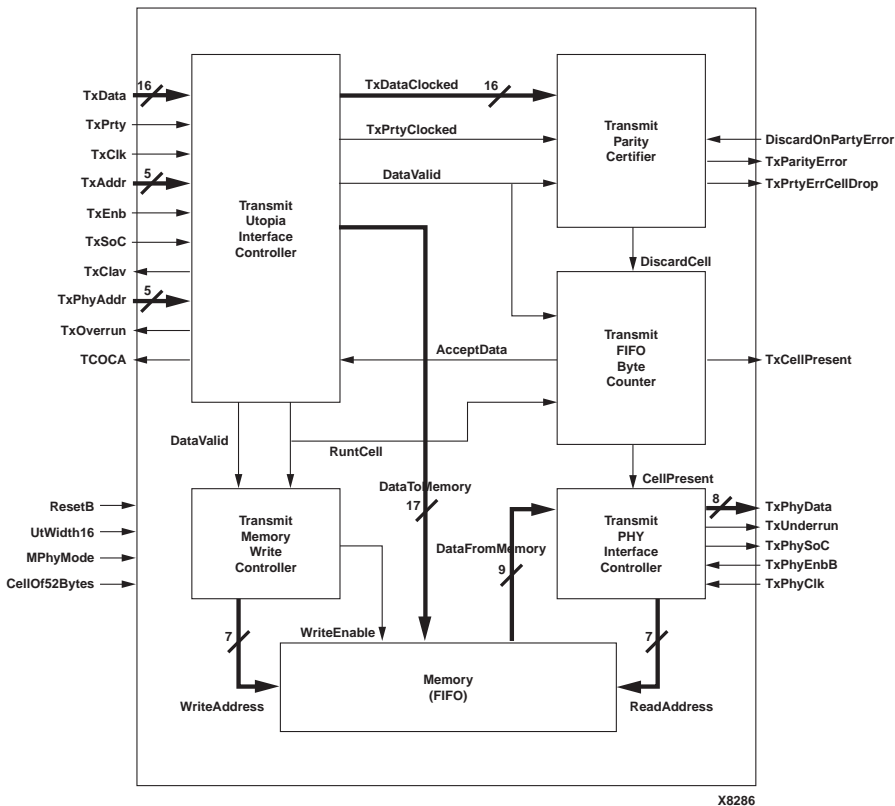 TxData
TxPrty
TxClk
TxAddr
TxEnb
TxSoC
TxClav
TxPhyAddr
TxOverrun
TCOCA
ResetB
UtWidth16
MPhyMode
CellOf52Bytes
16
5
5
Transmit
Utopia
Interface
Controller
TxDataClocked
16
TxPrtyClocked
DataValid
Transmit
Parity
Certifier
DiscardOnPartyError
TxParityError
TxPrtyErrCellDrop
DiscardCell
Transmit
FIFO
Byte
Counter
AcceptData
TxCellPresent
DataValid
RuntCell
CellPresent
Transmit
Memory
Write
Controller
DataToMemory
17
DataFromMemory
9
Transmit
PHY
Interface
Controller
8
TxPhyData
TxUnderrun
TxPhySoC
TxPhyEnbB
TxPhyClk
7
WriteEnable
7
WriteAddress
Memory
(FIFO)
ReadAddress
X8286